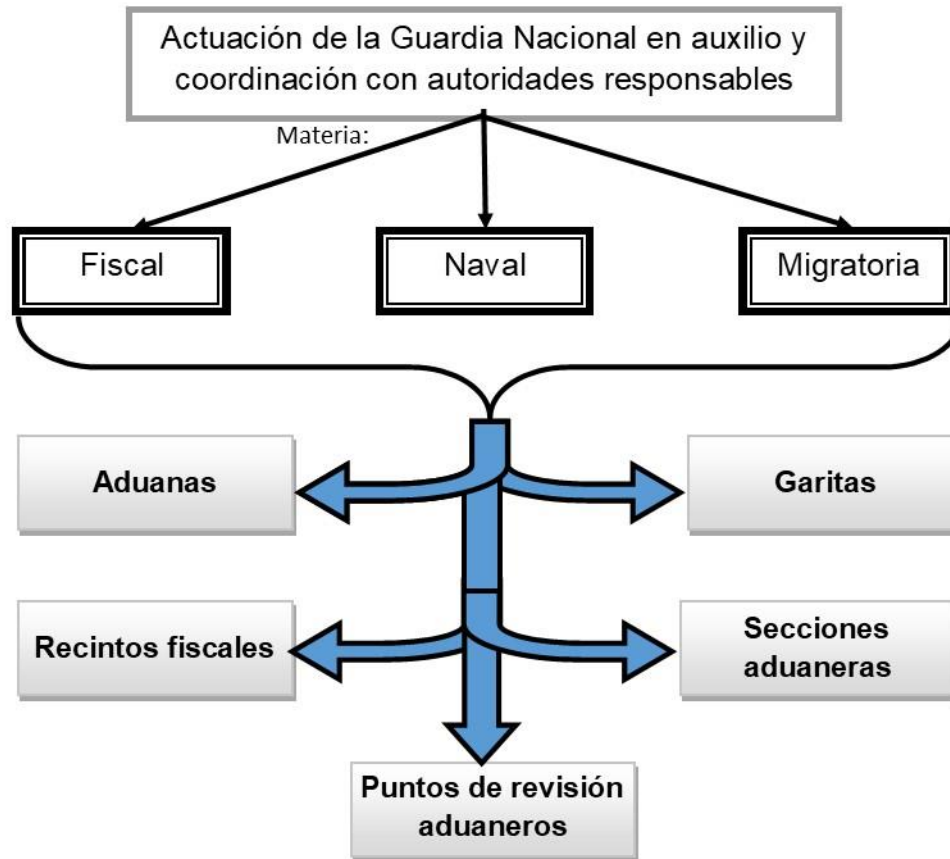 Actuación de la Guardia Nacional en auxilio y
coordinación con autoridades responsables
Materia:
Fiscal
Naval
Migratoria
Aduanas
Garitas
Recintos fiscales
Secciones
aduaneras
Puntos de revisión
aduaneros